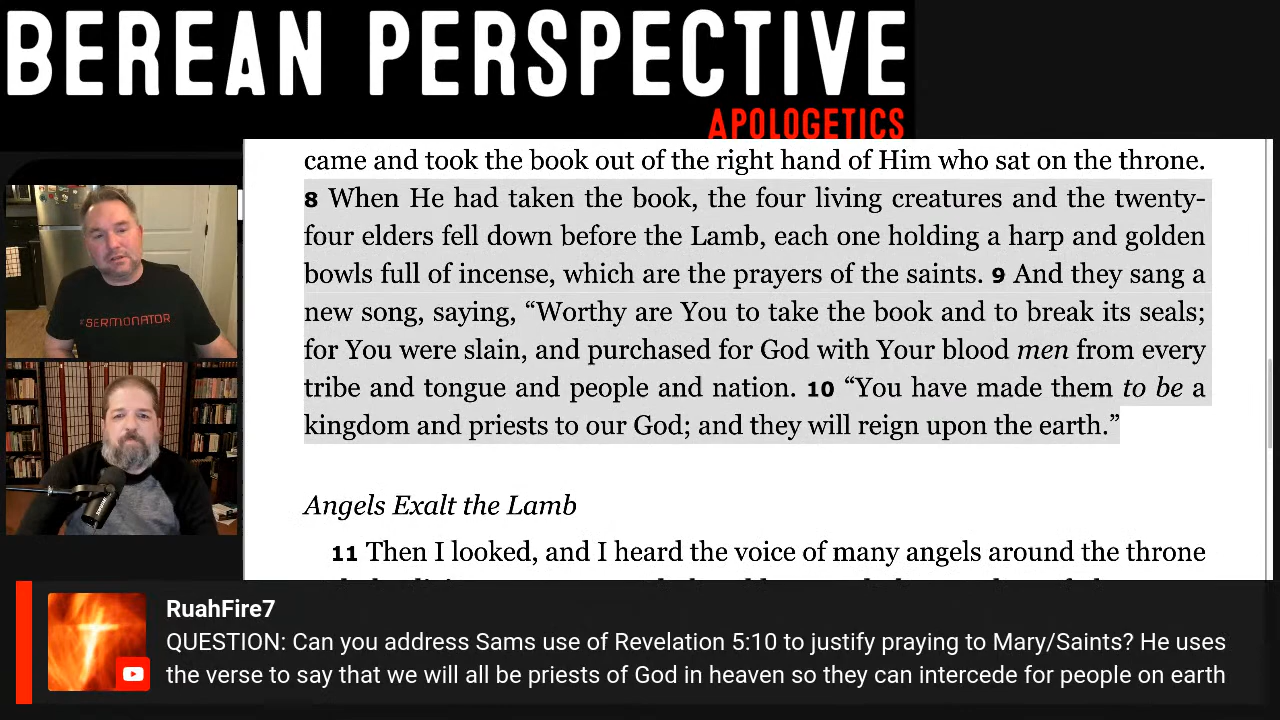 BEREAN PERSPECTIVE
APOLOGETICS
came and took the book out of the right hand of Him who sat on the throne.
8 When He had taken the book, the four living creatures and the twenty-
four elders fell down before the Lamb, each one holding a harp and golden
bowls full of incense, which are the prayers of the saints. 9 And they sang a
new song, saying, “Worthy are You to take the book and to break its seals;
for You were slain, and purchased for God with Your blood men from every
tribe and tongue and people and nation. 10 “You have made them to be a
kingdom and priests to our God; and they will reign upon the earth.”
Angels Exalt the Lamb
11 Then I looked, and I heard the voice of many angels around the throne
SERMONATOR
RuahFire7
QUESTION: Can you address Sams use of Revelation 5:10 to justify praying to Mary/Saints? He uses
the verse to say that we will all be priests of God in heaven so they can intercede for people on earth